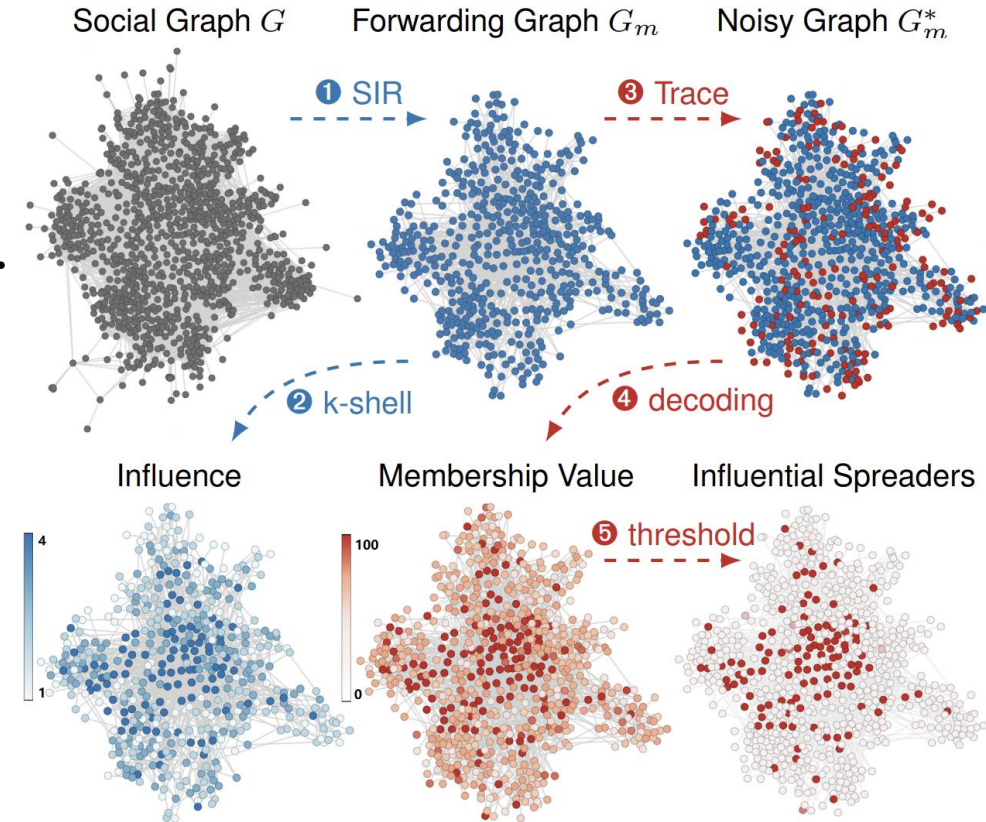 Social Graph G
Forwarding Graph Gₘ
Noisy Graph G*ₘ
❶ SIR
❸ Trace
❷ k-shell
❹ decoding
Influence
Membership Value
Influential Spreaders
❺ threshold
4
1
100
0